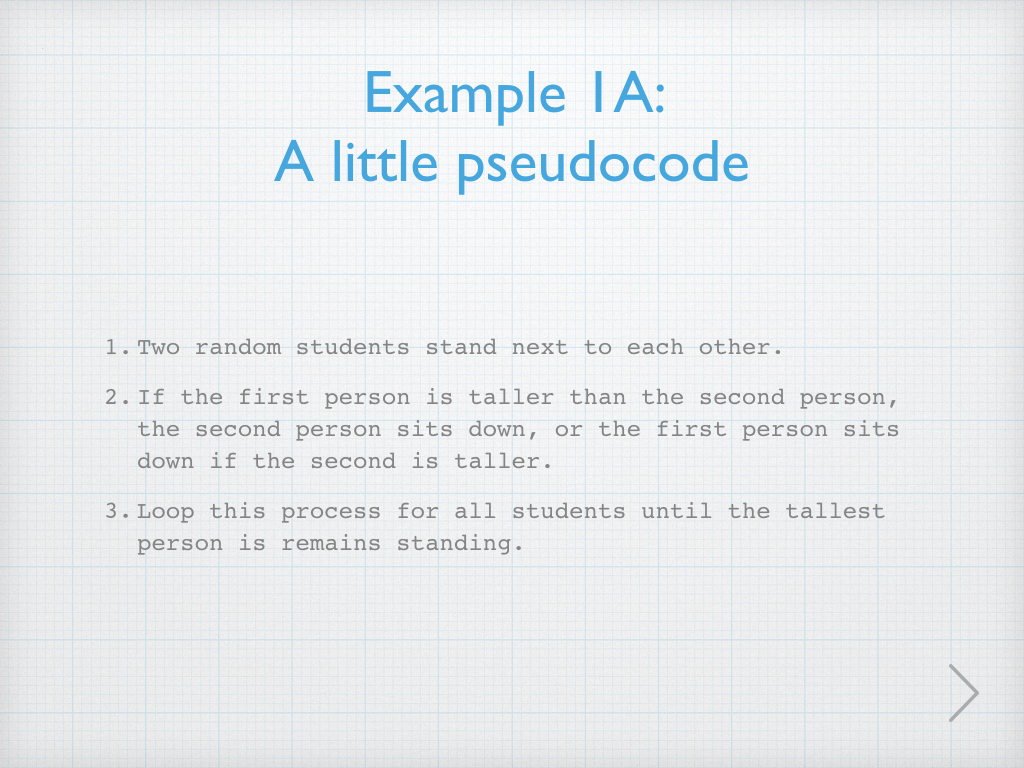 Example 1A:
A little pseudocode
1. Two random students stand next to each other.
2. If the first person is taller than the second person,
the second person sits down, or the first person sits
down if the second is taller.
3. Loop this process for all students until the tallest
person is remains standing.